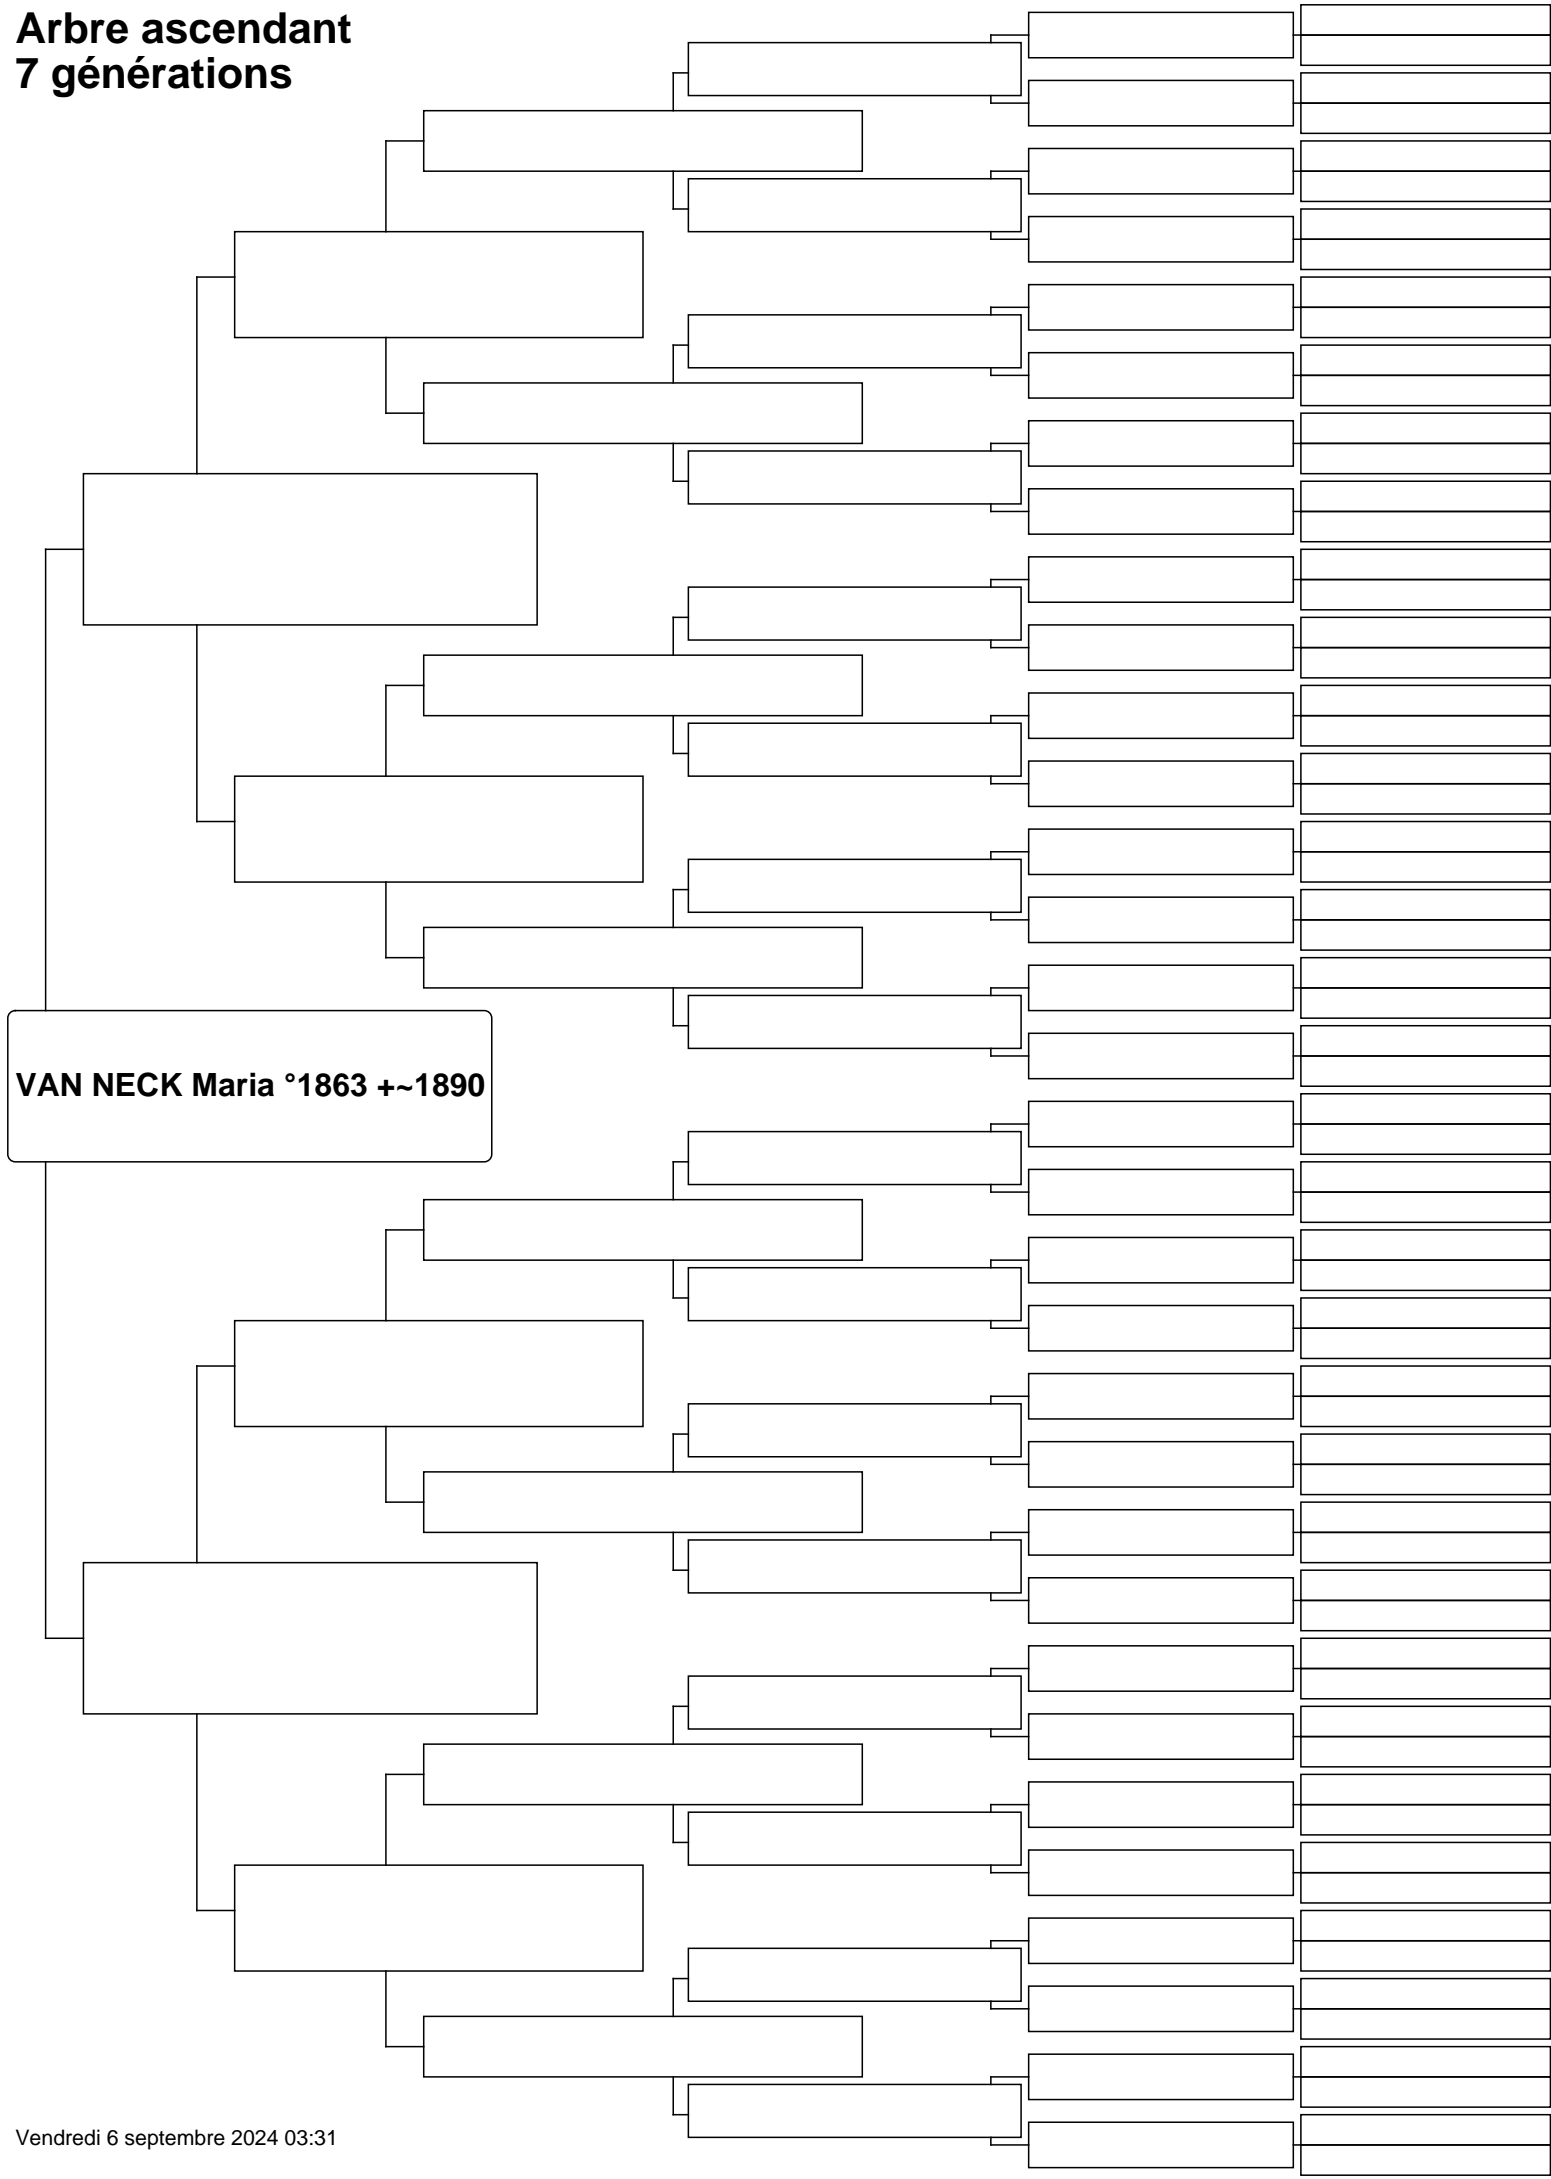 Arbre ascendant
7 générations
VAN NECK Maria °1863 +~1890
Vendredi 6 septembre 2024 03:31